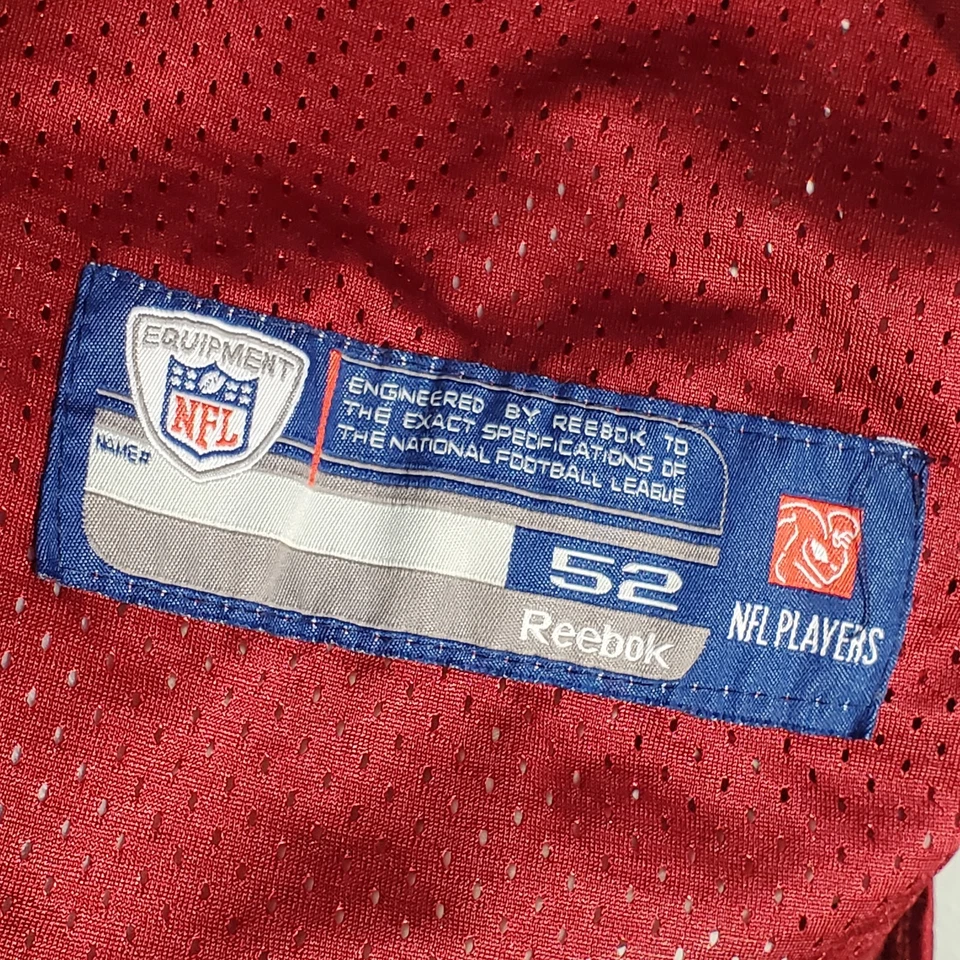 EQUIPMENT
NFL
ENGINEERED BY REEBOK TO
THE EXACT SPECIFICATIONS OF
THE NATIONAL FOOTBALL LEAGUE
NAME#
52
Reebok
NFL PLAYERS